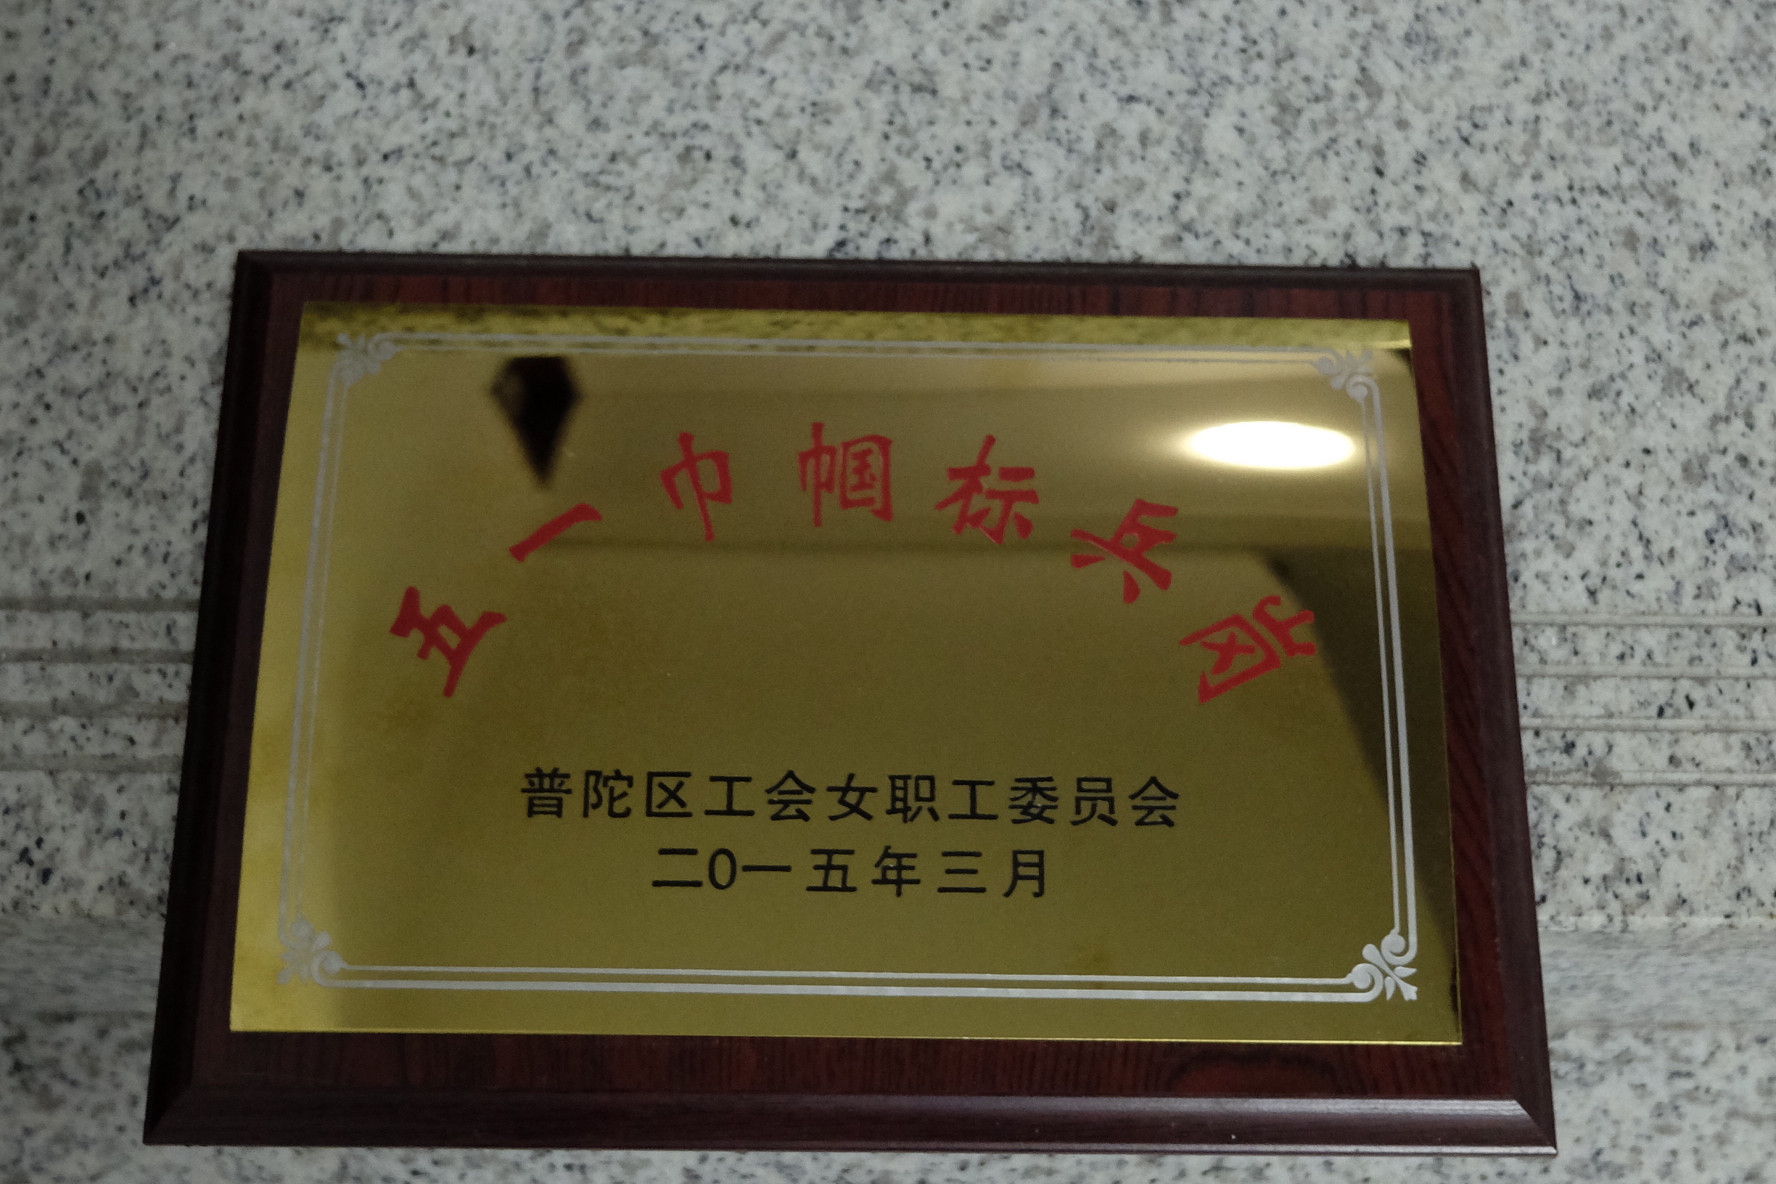 五一巾帼标兵岗
普陀区工会女职工委员会
二0一五年三月